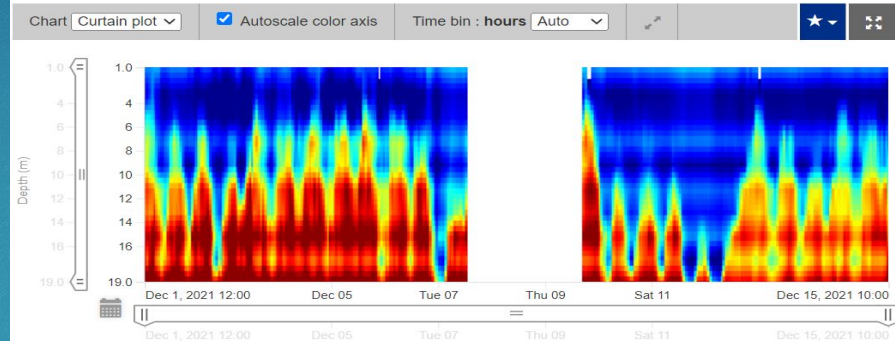 Chart Curtain plot Autoscale color axis Time bin : hours Auto
1.0 1.0
4 4
6 6
8 8
10 10
12 12
14 14
16 16
19.0 19.0
Depth (m)
Dec 1, 2021 12:00 Dec 05 Tue 07 Thu 09 Sat 11 Dec 15, 2021 10:00
Dec 1, 2021 12:00 Dec 05 Tue 07 Thu 09 Sat 11 Dec 15, 2021 10:00